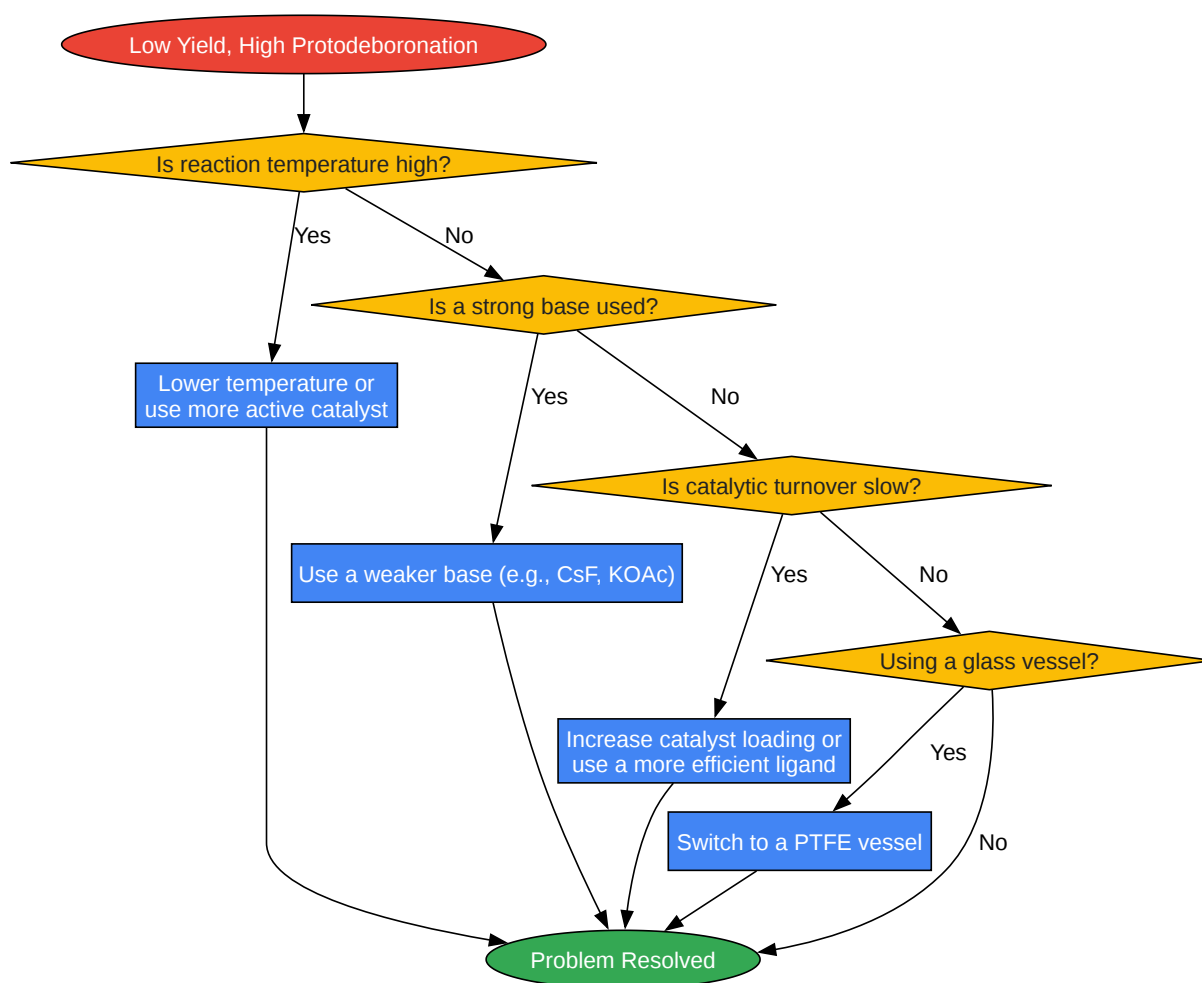 Low Yield, High Protodeboronation
Is reaction temperature high?
Yes
No
Is a strong base used?
Lower temperature or
use more active catalyst
Yes
No
Is catalytic turnover slow?
Use a weaker base (e.g., CsF, KOAc)
Yes
No
Using a glass vessel?
Increase catalyst loading or
use a more efficient ligand
Yes
Switch to a PTFE vessel
No
Problem Resolved